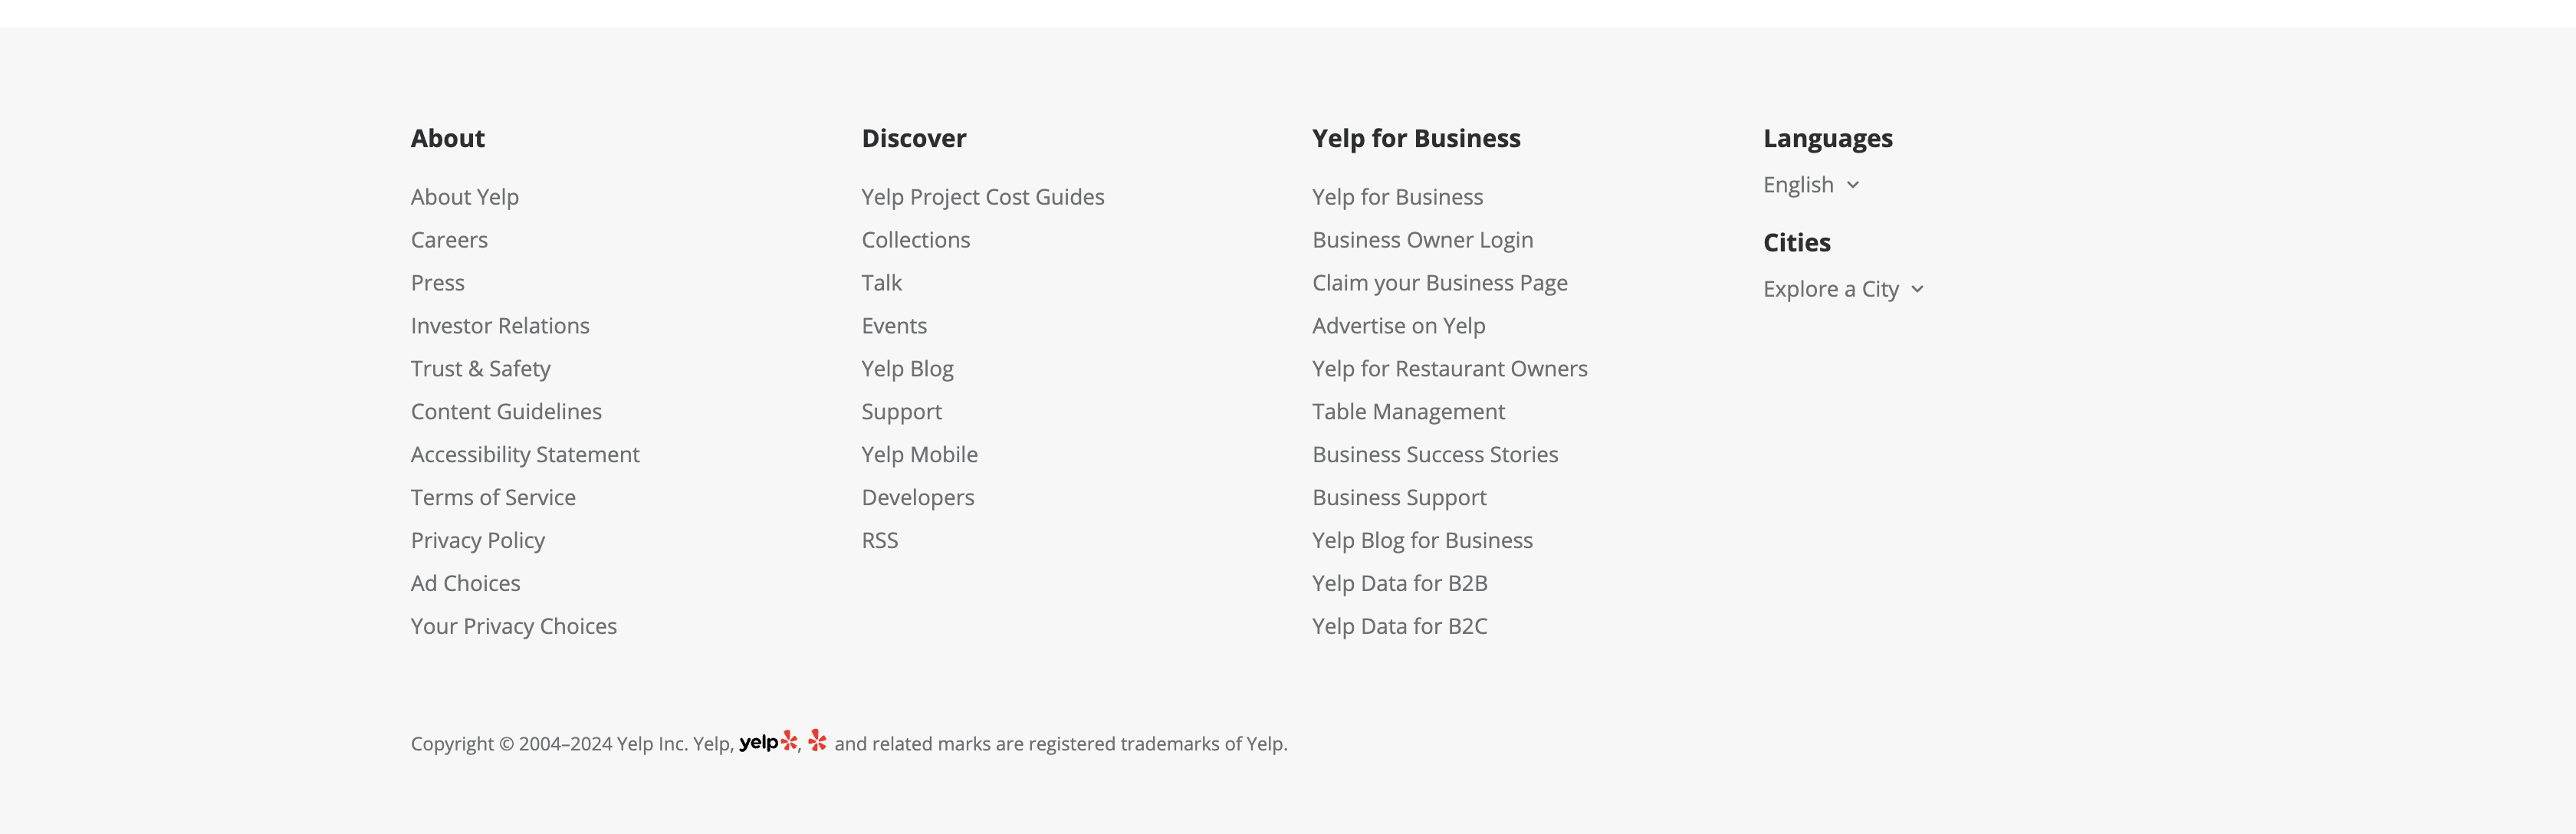 About
About Yelp
Careers
Press
Investor Relations
Trust & Safety
Content Guidelines
Accessibility Statement
Terms of Service
Privacy Policy
Ad Choices
Your Privacy Choices
Discover
Yelp Project Cost Guides
Collections
Talk
Events
Yelp Blog
Support
Yelp Mobile
Developers
RSS
Yelp for Business
Yelp for Business
Business Owner Login
Claim your Business Page
Advertise on Yelp
Yelp for Restaurant Owners
Table Management
Business Success Stories
Business Support
Yelp Blog for Business
Yelp Data for B2B
Yelp Data for B2C
Languages
English
Cities
Explore a City
Copyright © 2004–2024 Yelp Inc. Yelp, yelp, and related marks are registered trademarks of Yelp.